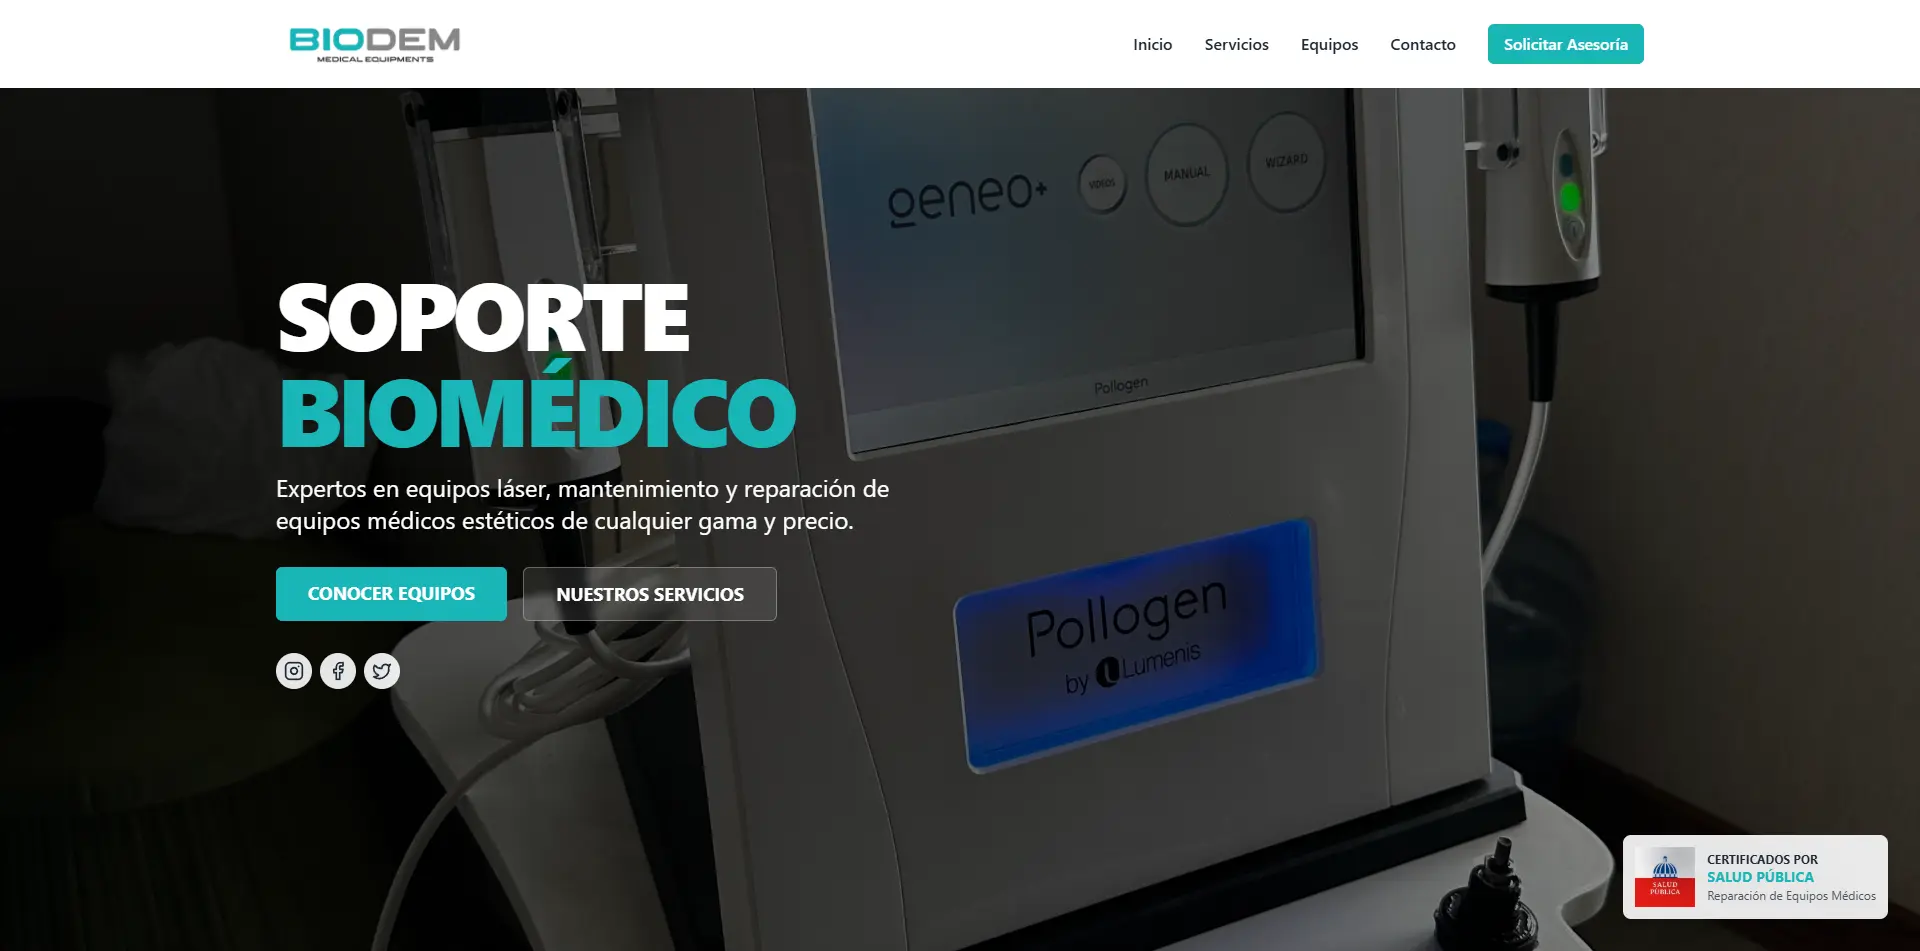 BIODEM
MEDICAL EQUIPMENTS
Inicio
Servicios
Equipos
Contacto
Solicitar Asesoría
geneo+
VIDEOS
MANUAL
WIZARD
Pollogen
SOPORTE
BIOMÉDICO
Expertos en equipos láser, mantenimiento y reparación de
equipos médicos estéticos de cualquier gama y precio.
CONOCER EQUIPOS
NUESTROS SERVICIOS
Pollogen
by Lumenis
SALUD
PÚBLICA
CERTIFICADOS POR
SALUD PÚBLICA
Reparación de Equipos Médicos